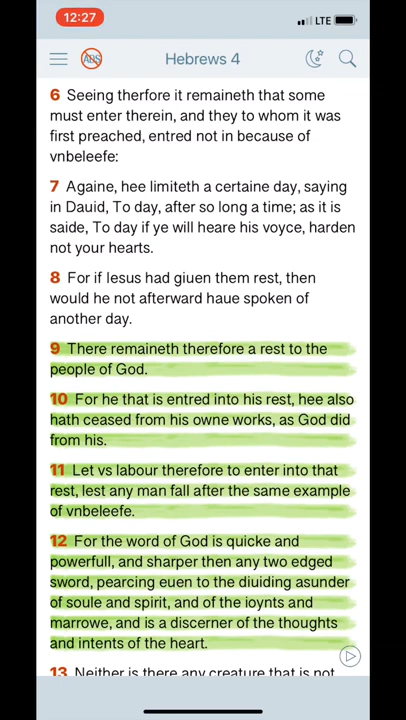 12:27
LTE
ADS
Hebrews 4
6 Seeing therfore it remaineth that some
must enter therein, and they to whom it was
first preached, entred not in because of
vnbeleefe:
7 Againe, hee limiteth a certaine day, saying
in Dauid, To day, after so long a time; as it is
saide, To day if ye will heare his voyce, harden
not your hearts.
8 For if Iesus had giuen them rest, then
would he not afterward haue spoken of
another day.
9 There remaineth therefore a rest to the
people of God.
10 For he that is entred into his rest, hee also
hath ceased from his owne works, as God did
from his.
11 Let vs labour therefore to enter into that
rest, lest any man fall after the same example
of vnbeleefe.
12 For the word of God is quicke and
powerfull, and sharper then any two edged
sword, pearcing euen to the diuiding asunder
of soule and spirit, and of the ioynts and
marrowe, and is a discerner of the thoughts
and intents of the heart.
13 Neither is there any creature that is not